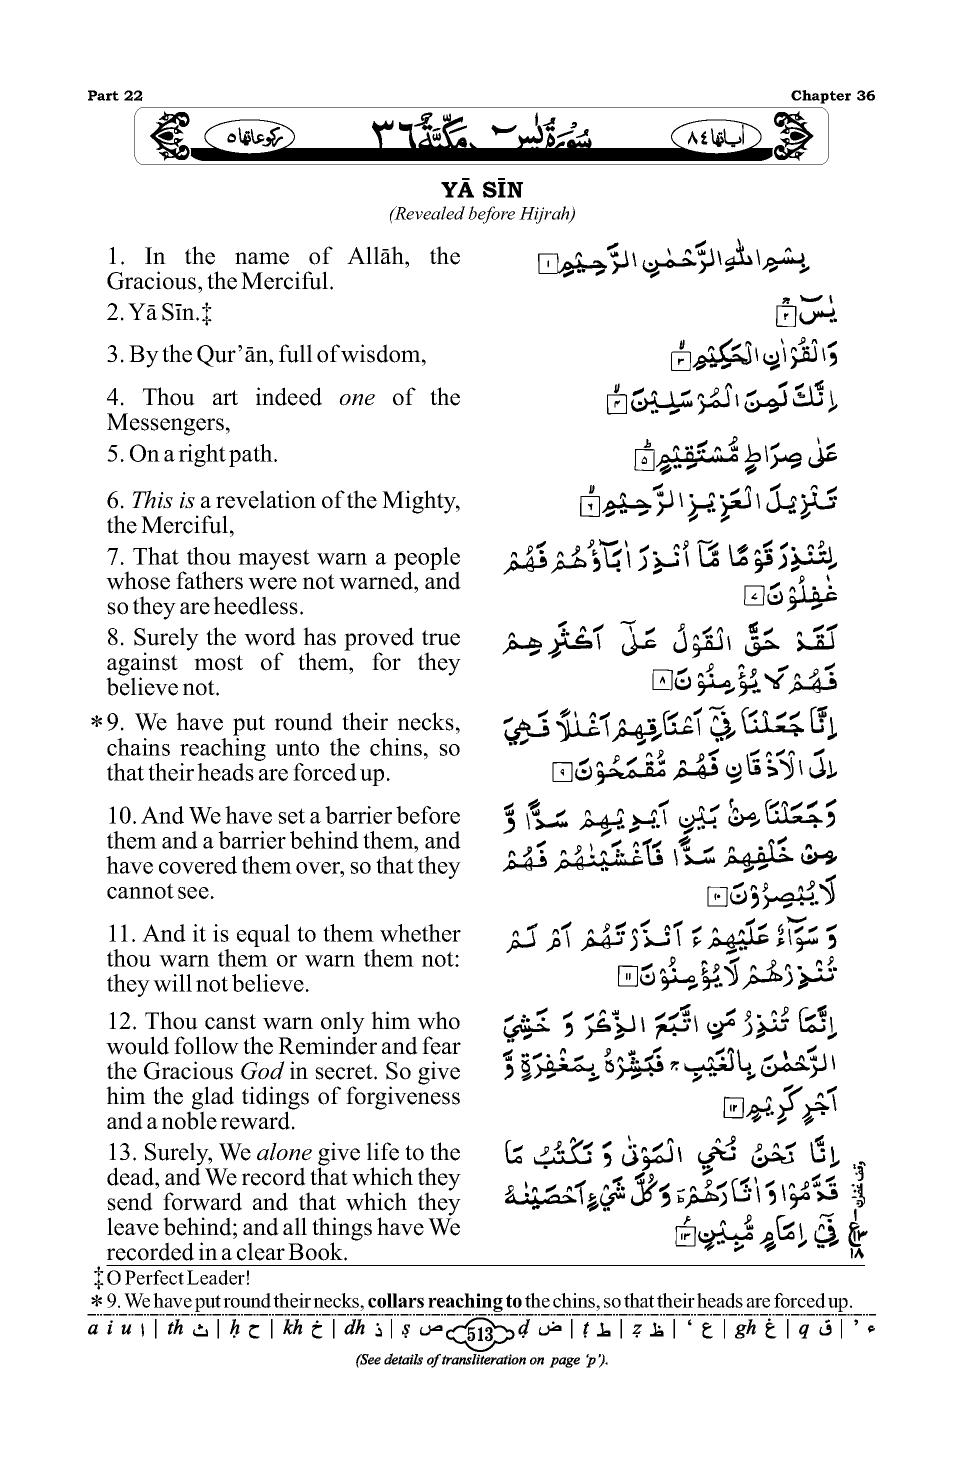 Part 22
Chapter 36
رکوعاتها ٥
سُوْرَةُ يٰسٓ مَكِّيَّةٌ ٣٦
اٰیاتها ٨٤
YĀ SĪN
(Revealed before Hijrah)
1. In the name of Allāh, the
Gracious, the Merciful.
بِسْمِ اللّٰهِ الرَّحْمٰنِ الرَّحِيْمِ ١
2. Yā Sīn.‡
يٰسٓ ۚ ٢
3. By the Qur’ān, full of wisdom,
وَالْقُرْاٰنِ الْحَكِيْمِ ۙ ٣
4. Thou art indeed one of the
Messengers,
اِنَّكَ لَمِنَ الْمُرْسَلِيْنَ ۙ ٤
5. On a right path.
عَلٰى صِرَاطٍ مُّسْتَقِيْمٍ ؕ ٥
6. This is a revelation of the Mighty,
the Merciful,
تَنْزِيْلَ الْعَزِيْزِ الرَّحِيْمِ ۙ ٦
7. That thou mayest warn a people
whose fathers were not warned, and
so they are heedless.
لِتُنْذِرَ قَوْمًا مَّاۤ اُنْذِرَ اٰبَآؤُهُمْ فَهُمْ
غٰفِلُوْنَ ٧
8. Surely the word has proved true
against most of them, for they
believe not.
لَقَدْ حَقَّ الْقَوْلُ عَلٰۤى اَكْثَرِهِمْ
فَهُمْ لَا يُؤْمِنُوْنَ ٨
*9. We have put round their necks,
chains reaching unto the chins, so
that their heads are forced up.
اِنَّا جَعَلْنَا فِيْۤ اَعْنَاقِهِمْ اَغْلٰلًا فَهِيَ
اِلَى الْاَذْقَانِ فَهُمْ مُّقْمَحُوْنَ ٩
10. And We have set a barrier before
them and a barrier behind them, and
have covered them over, so that they
cannot see.
وَجَعَلْنَا مِنْۢ بَيْنِ اَيْدِيْهِمْ سَدًّا وَّ
مِنْ خَلْفِهِمْ سَدًّا فَاَغْشَيْنٰهُمْ فَهُمْ
لَا يُبْصِرُوْنَ ١٠
11. And it is equal to them whether
thou warn them or warn them not:
they will not believe.
وَ سَوَآءٌ عَلَيْهِمْ ءَ اَنْذَرْتَهُمْ اَمْ لَمْ
تُنْذِرْهُمْ لَا يُؤْمِنُوْنَ ١١
12. Thou canst warn only him who
would follow the Reminder and fear
the Gracious God in secret. So give
him the glad tidings of forgiveness
and a noble reward.
اِنَّمَا تُنْذِرُ مَنِ اتَّبَعَ الذِّكْرَ وَ خَشِيَ
الرَّحْمٰنَ بِالْغَيْبِ ۚ فَبَشِّرْهُ بِمَغْفِرَةٍ وَّ
اَجْرٍ كَرِيْمٍ ١٢
13. Surely, We alone give life to the
dead, and We record that which they
send forward and that which they
leave behind; and all things have We
recorded in a clear Book.
اِنَّا نَحْنُ نُحْيِ الْمَوْتٰى وَ نَكْتُبُ مَا
قَدَّمُوْا وَ اٰثَارَهُمْ ؕ وَ كُلَّ شَيْءٍ اَحْصَيْنٰهُ
فِيْۤ اِمَامٍ مُّبِيْنٍ ١٣
وقف غفران
ع
١٨
‡ O Perfect Leader!
* 9. We have put round their necks, collars reaching to the chins, so that their heads are forced up.
a i u ا | th ث | ḥ ح | kh خ | dh ذ | ṣ ص 513 ḍ ض | ṭ ط | ẓ ظ | ‘ ع | gh غ | q ق | ’ ء
(See details of transliteration on page ‘p’).